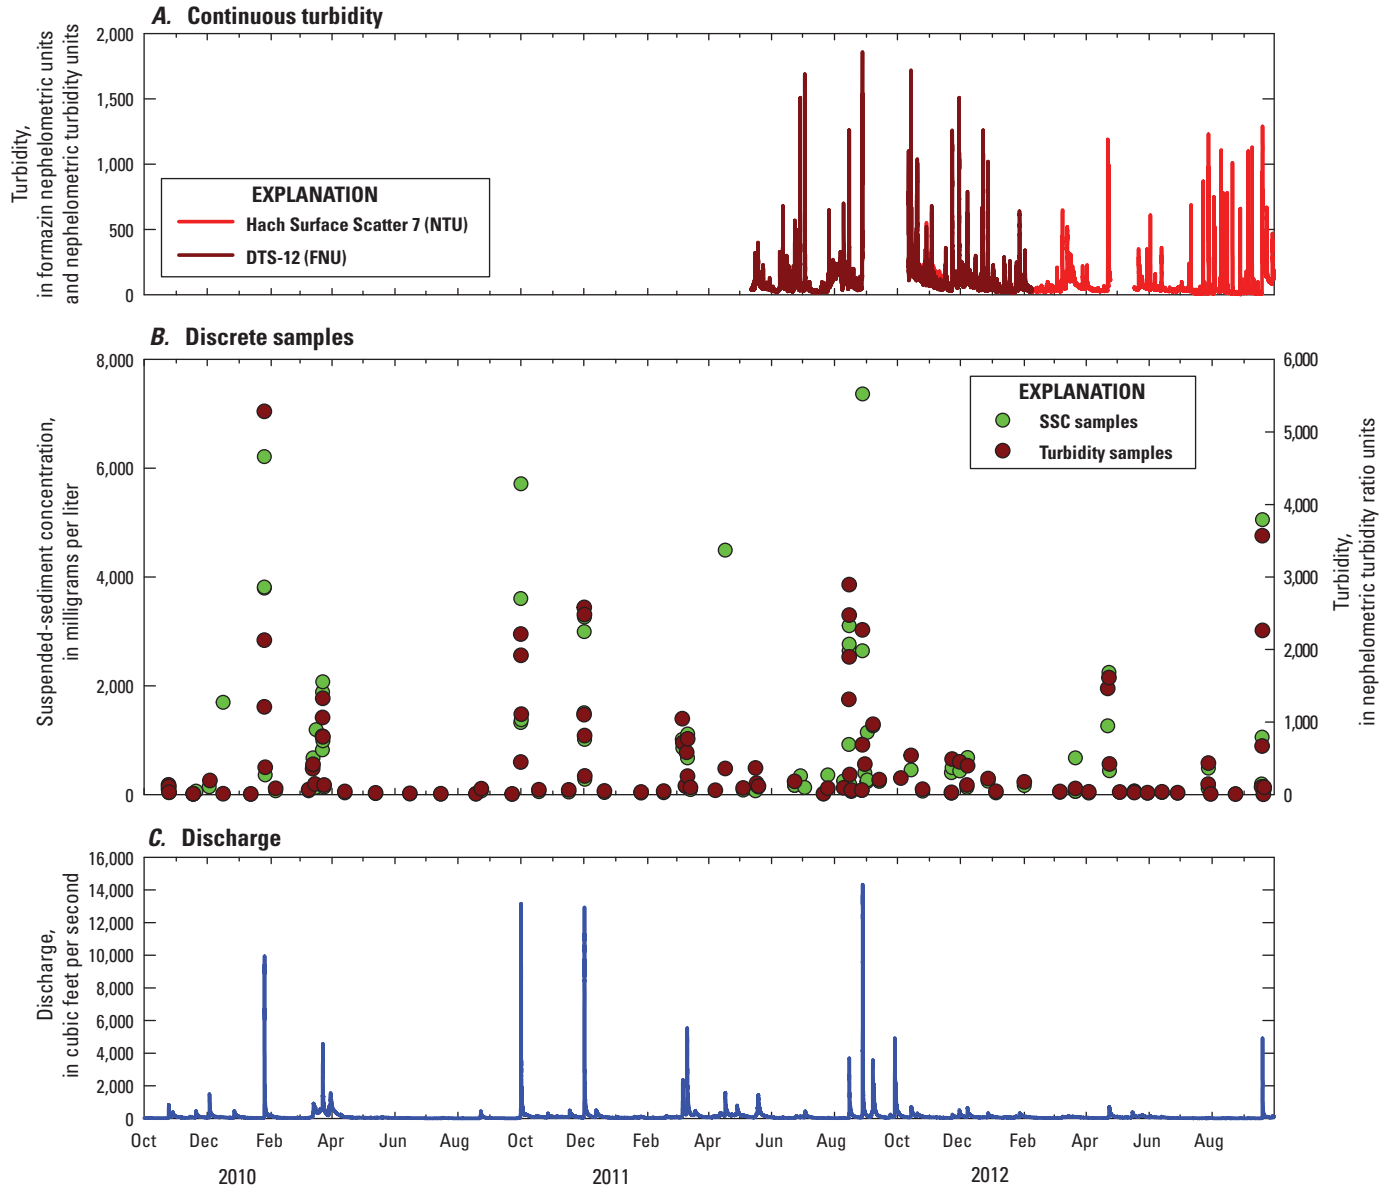 A. Continuous turbidity
Turbidity,
in formazin nephelometric units
and nephelometric turbidity units
2,000
1,500
1,000
500
0
EXPLANATION
Hach Surface Scatter 7 (NTU)
DTS-12 (FNU)
B. Discrete samples
Suspended-sediment concentration,
in milligrams per liter
8,000
6,000
4,000
2,000
0
EXPLANATION
SSC samples
Turbidity samples
6,000
5,000
4,000
3,000
2,000
1,000
0
Turbidity,
in nephelometric turbidity ratio units
C. Discharge
Discharge,
in cubic feet per second
16,000
14,000
12,000
10,000
8,000
6,000
4,000
2,000
0
Oct Dec Feb Apr Jun Aug Oct Dec Feb Apr Jun Aug Oct Dec Feb Apr Jun Aug
2010 2011 2012